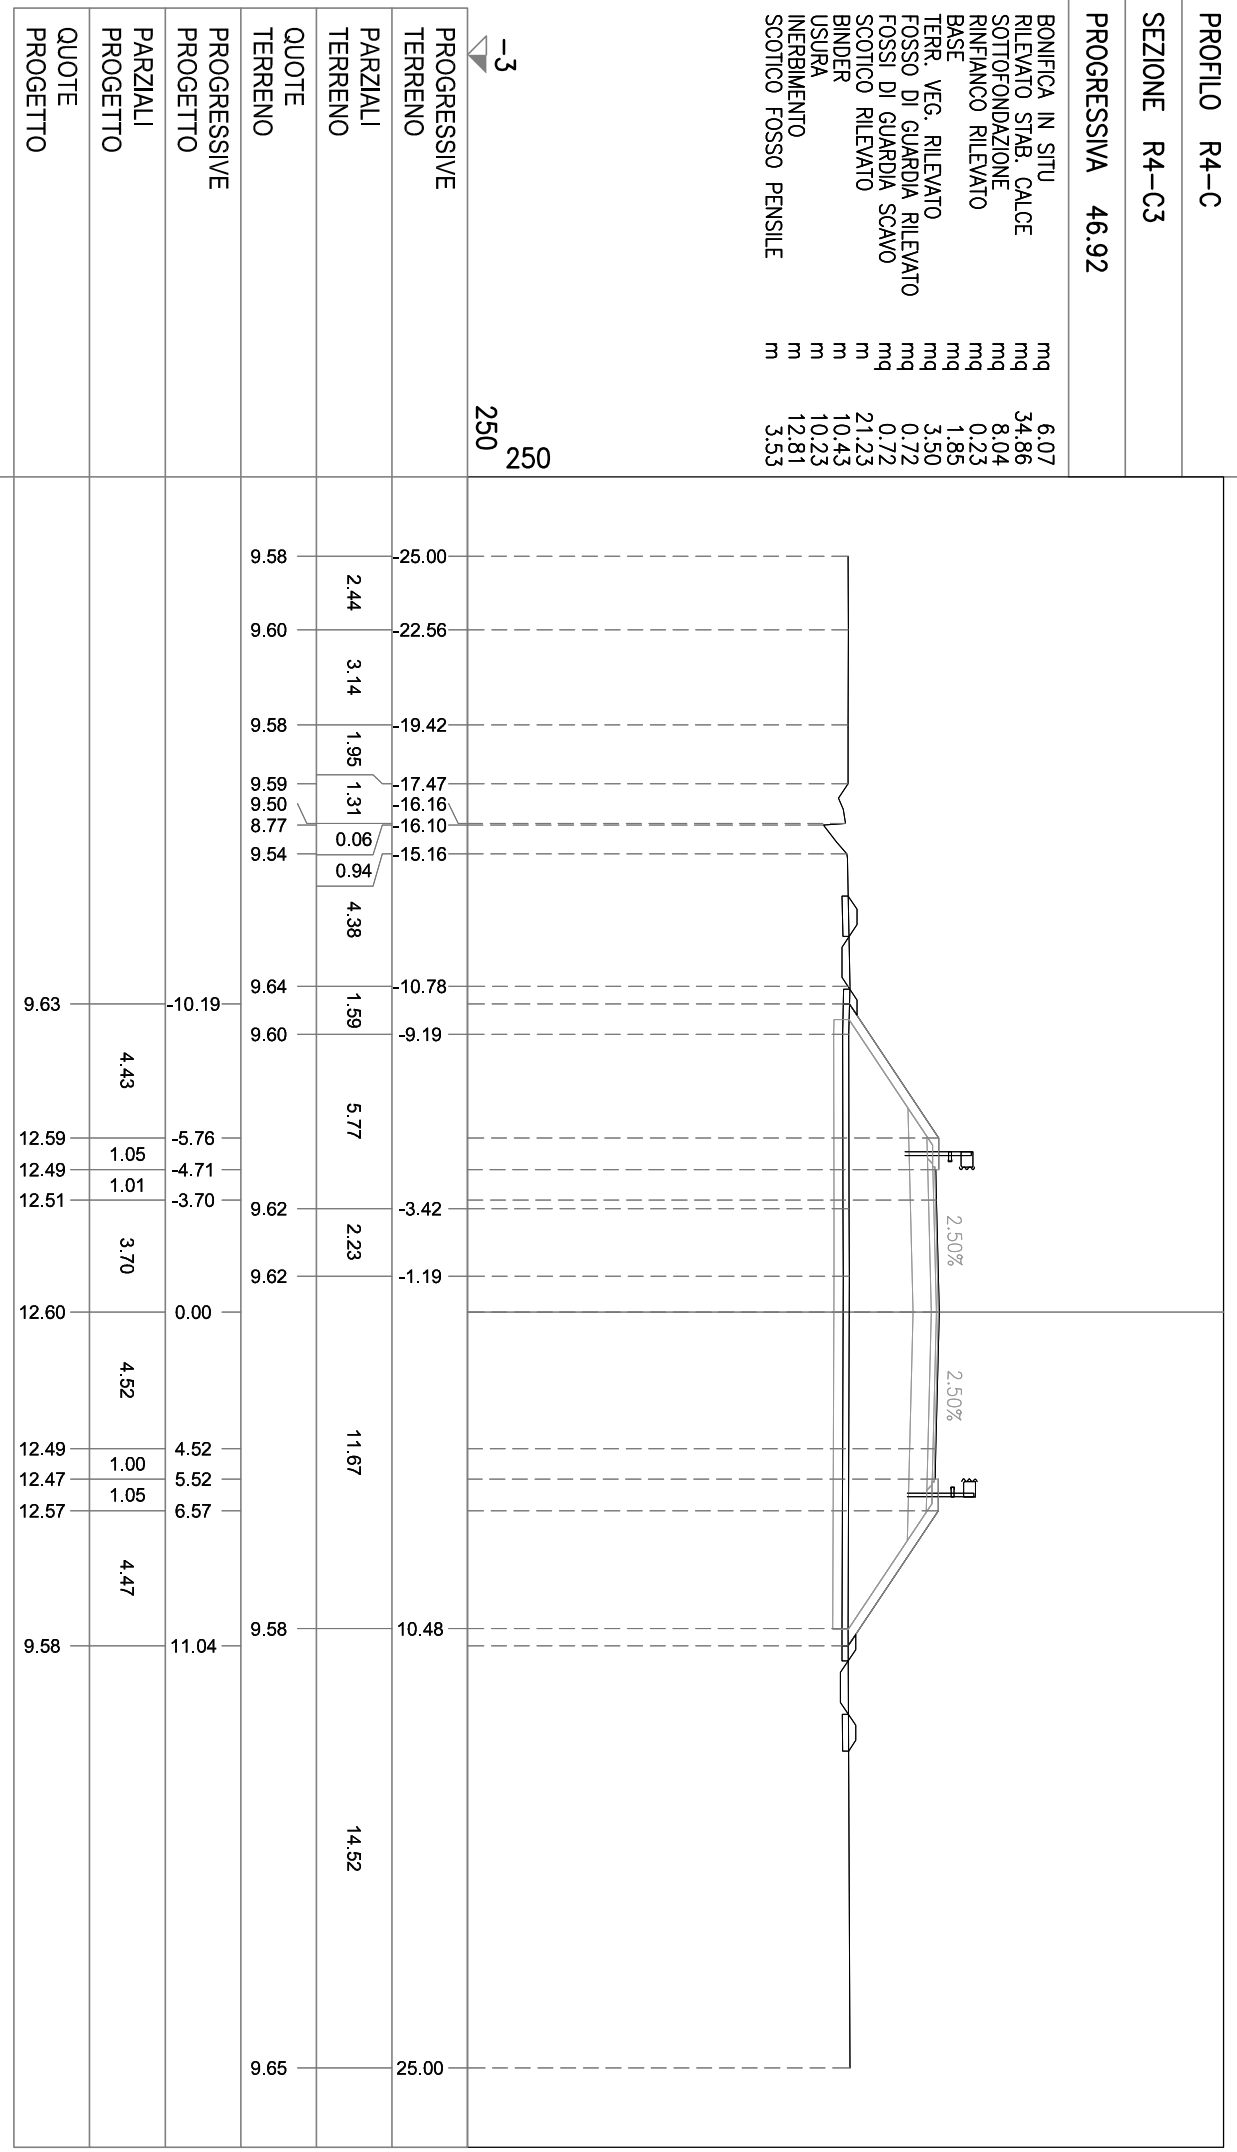 PROFILO R4-C
SEZIONE R4-C3
PROGRESSIVA 46.92
BONIFICA IN SITU mq 6.07
RILEVATO STAB. CALCE mq 34.86
SOTTOFONDAZIONE mq 8.04
RINFIANCO RILEVATO mq 0.23
BASE mq 1.85
TERR. VEG. RILEVATO mq 3.50
FOSSO DI GUARDIA RILEVATO mq 0.72
FOSSI DI GUARDIA SCAVO mq 0.72
SCOTICO RILEVATO m 21.23
BINDER m 10.43
USURA m 10.23
INERBIMENTO m 12.81
SCOTICO FOSSO PENSILE m 3.53
2.50% 2.50%
-3
250
250
PROGRESSIVE
TERRENO
-25.00 -22.56 -19.42 -17.47 -16.16 -16.10 -15.16 -10.78 -9.19 -3.42 -1.19 10.48 25.00
PARZIALI
TERRENO
2.44 3.14 1.95 1.31 0.06 0.94 4.38 1.59 5.77 2.23 11.67 14.52
QUOTE
TERRENO
9.58 9.60 9.58 9.59 9.50 8.77 9.54 9.64 9.60 9.62 9.62 9.58 9.65
PROGRESSIVE
PROGETTO
-10.19 -5.76 -4.71 -3.70 0.00 4.52 5.52 6.57 11.04
PARZIALI
PROGETTO
4.43 1.05 1.01 3.70 4.52 1.00 1.05 4.47
QUOTE
PROGETTO
9.63 12.59 12.49 12.51 12.60 12.49 12.47 12.57 9.58